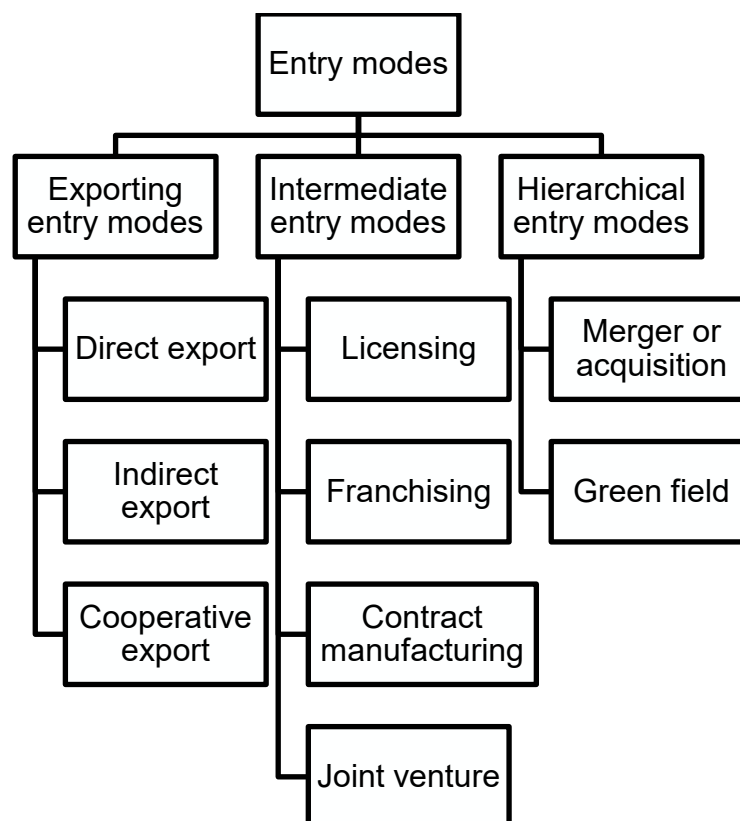 Entry modes
Exporting
entry modes
Intermediate
entry modes
Hierarchical
entry modes
Direct export
Indirect
export
Cooperative
export
Licensing
Franchising
Contract
manufacturing
Joint venture
Merger or
acquisition
Green field